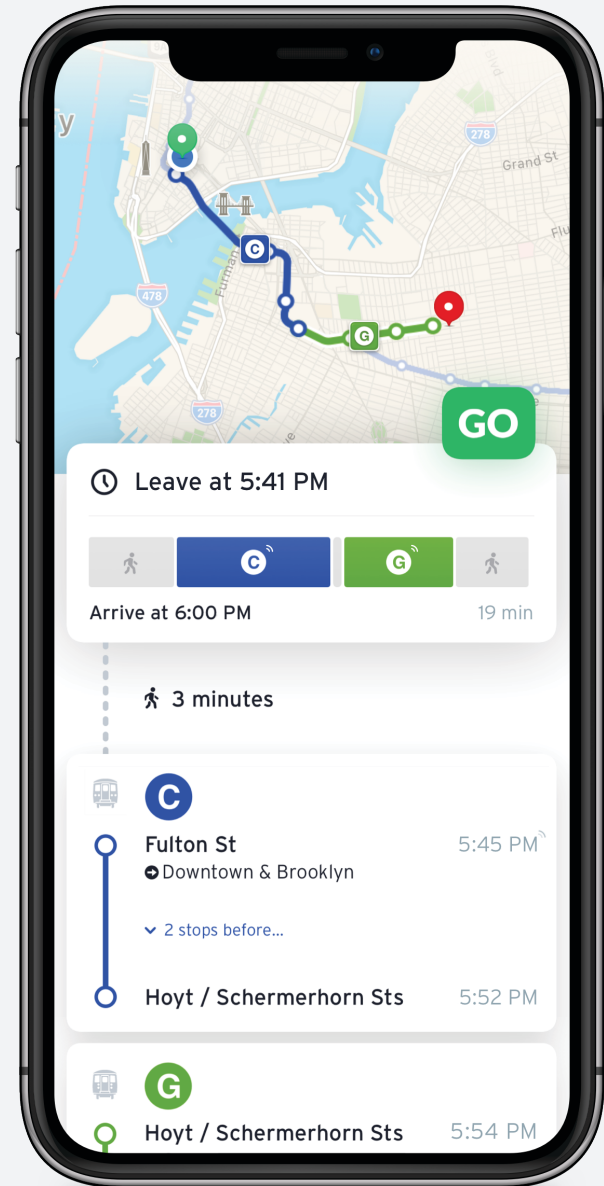 y
278
Grand St
Flu
C
Furman
478
G
278
GO
Leave at 5:41 PM
C G
Arrive at 6:00 PM 19 min
3 minutes
C
Fulton St 5:45 PM
Downtown & Brooklyn
2 stops before...
Hoyt / Schermerhorn Sts 5:52 PM
G
Hoyt / Schermerhorn Sts 5:54 PM